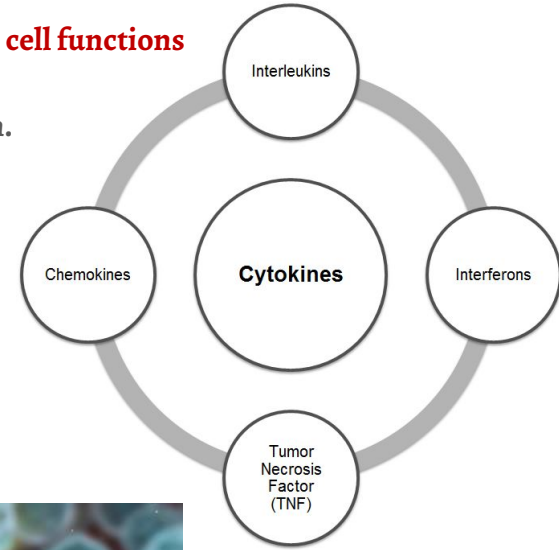 cell functions
Interleukins
Chemokines
Cytokines
Interferons
Tumor
Necrosis
Factor
(TNF)